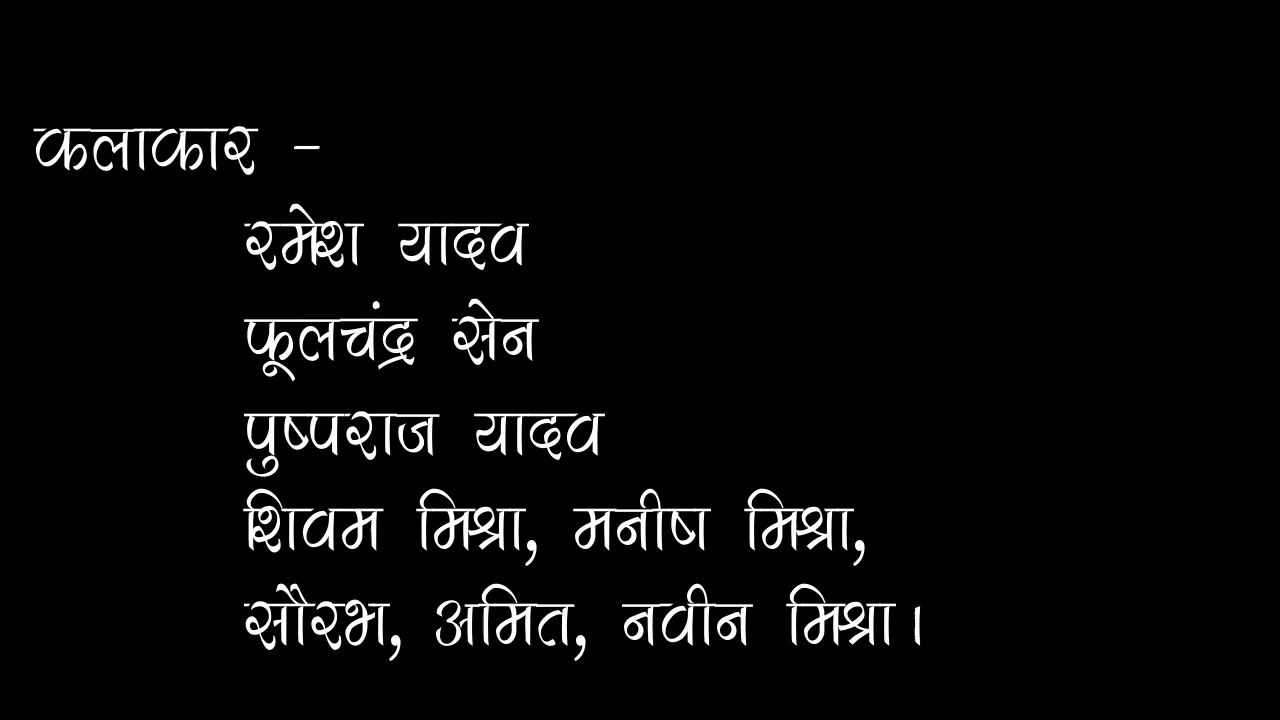 कलाकार -
रमेश यादव
फूलचंद्र सेन
पुष्पराज यादव
शिवम मिश्रा, मनीषा मिश्रा,
सौरभ, अमित, नवीन मिश्रा।